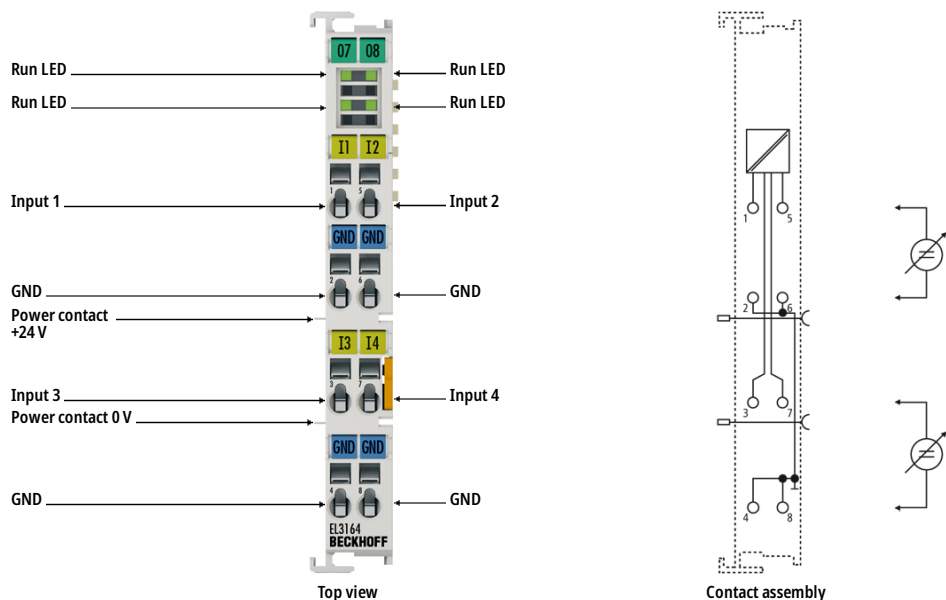 07 08
Run LED
Run LED
Run LED
Run LED
I1 I2
1 5
Input 1
Input 2
GND GND
2 6
GND
GND
Power contact
+24 V
I3 I4
3 7
Input 3
Input 4
Power contact 0 V
GND GND
4 8
GND
GND
EL3164
BECKHOFF
Top view
1 5
2 6
3 7
4 8
Contact assembly